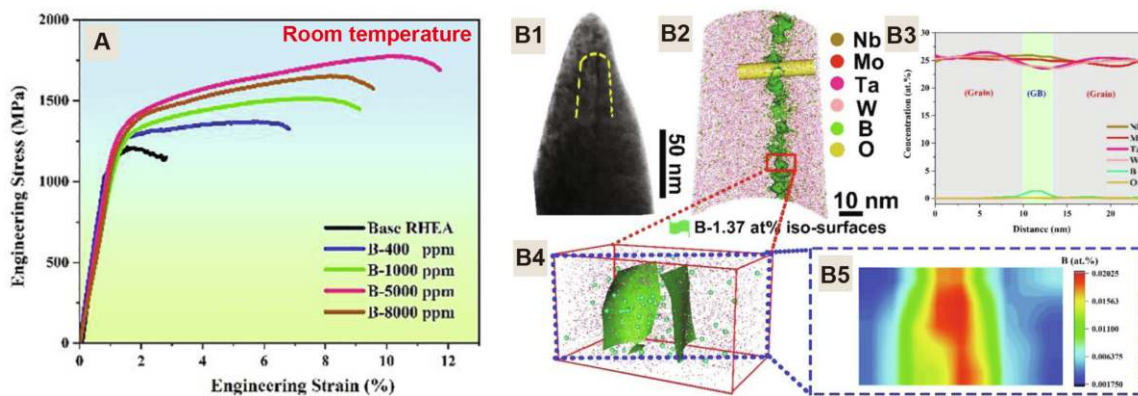 A
Room temperature
Engineering Stress (MPa)
2000
1500
1000
500
0
Base RHEA
B-400 ppm
B-1000 ppm
B-5000 ppm
B-8000 ppm
0 2 4 6 8 10 12
Engineering Strain (%)
B1
50 nm
B2
Nb
Mo
Ta
W
B
O
10 nm
B-1.37 at% iso-surfaces
B3
Concentration (at.%)
30
25
20
15
10
5
0
(Grain) (GB) (Grain)
Ta
W
B
O
0 5 10 15 20
Distance (nm)
B4
B5
B (at.%)
0.02025
0.01563
0.01100
0.006375
0.001750